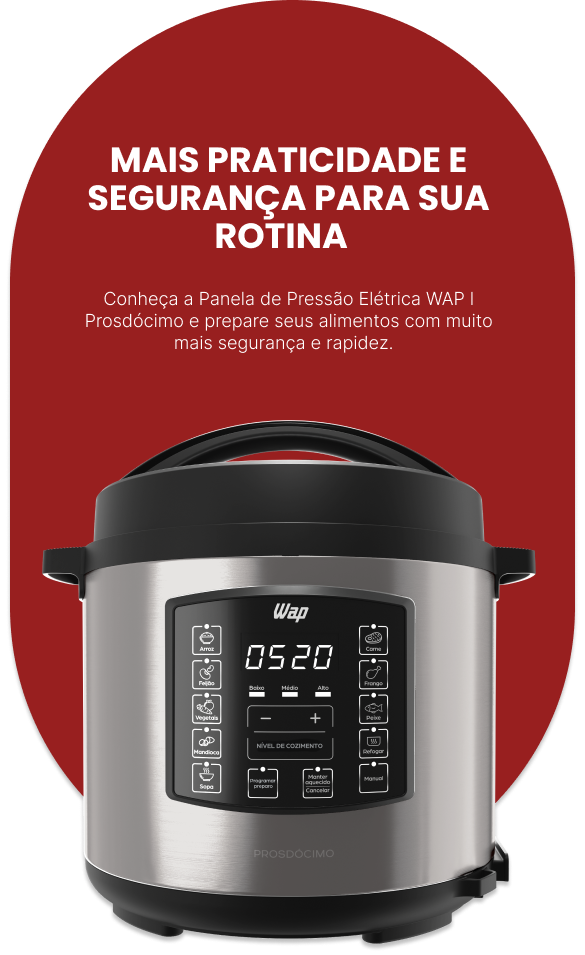 MAIS PRATICIDADE E
SEGURANÇA PARA SUA
ROTINA
Conheça a Panela de Pressão Elétrica WAP |
Prosdócimo e prepare seus alimentos com muito
mais segurança e rapidez.
Wap
0520
Arroz
Feijão
Vegetais
Mandioca
Sopa
Baixo Médio Alto
− +
NÍVEL DE COZIMENTO
Programar
preparo
Manter
aquecido
Cancelar
Carne
Frango
Peixe
Refogar
Manual
PROSDÓCIMO